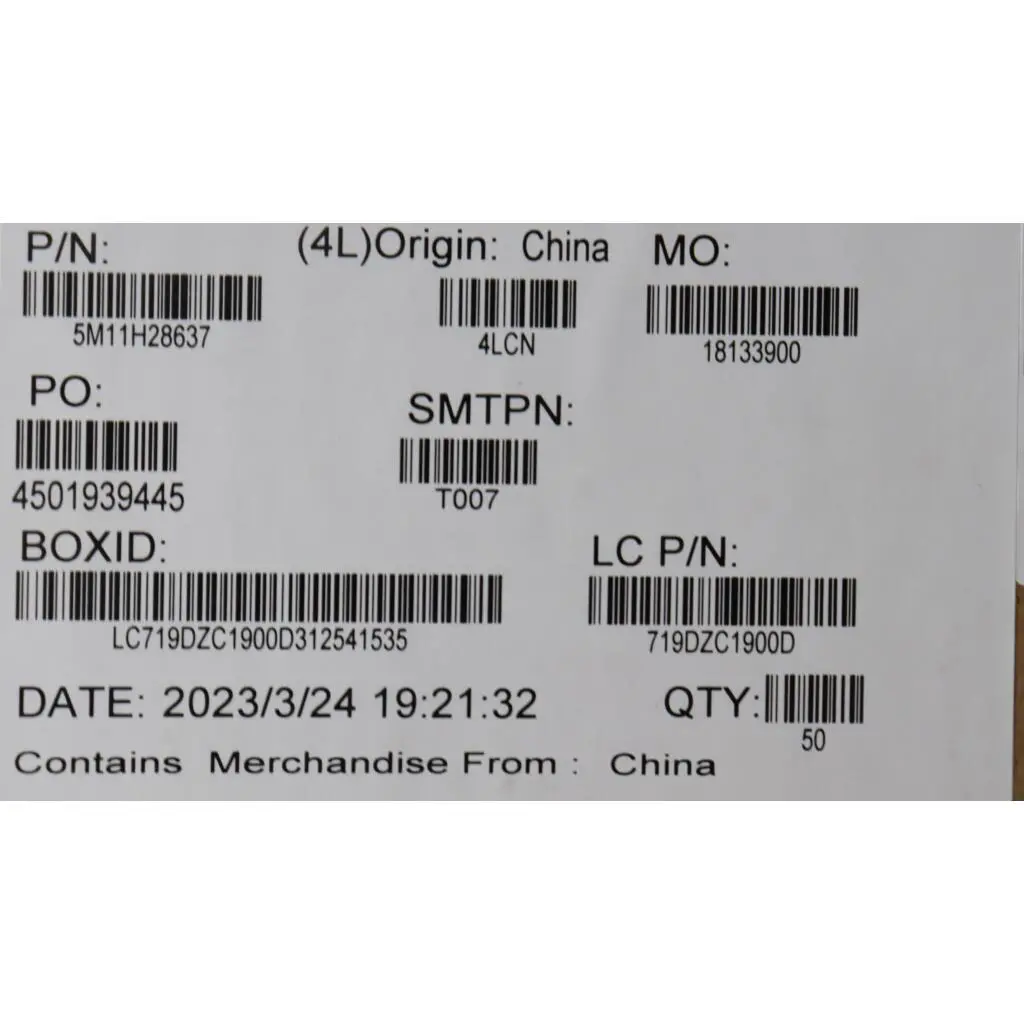 P/N: (4L)Origin: China MO:
5M11H28637 4LCN 18133900
PO: SMTPN:
4501939445 T007
BOXID: LC P/N:
LC719DZC1900D312541535 719DZC1900D
DATE: 2023/3/24 19:21:32 QTY:
50
Contains Merchandise From : China